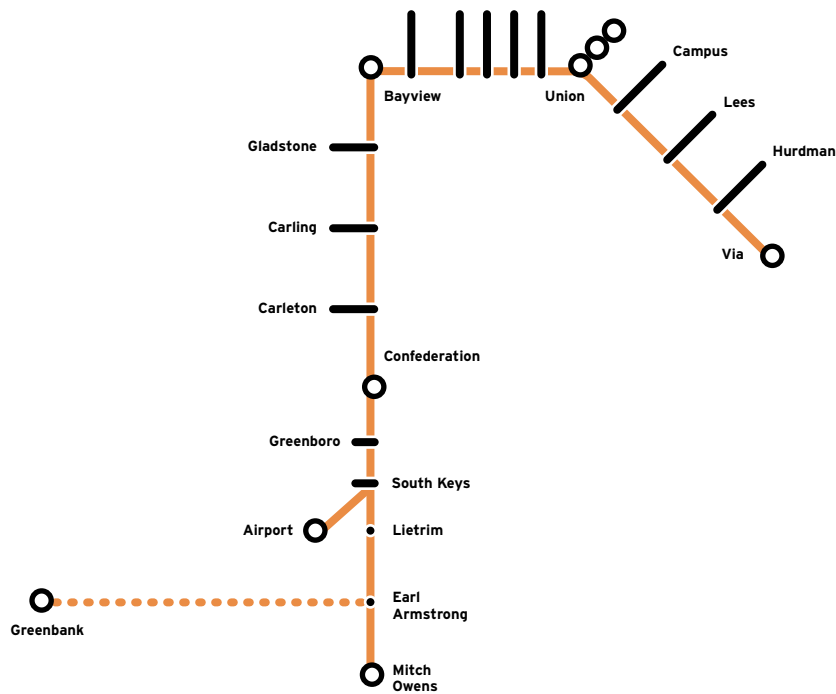 Campus
Bayview
Union
Lees
Gladstone
Hurdman
Carling
Via
Carleton
Confederation
Greenboro
South Keys
Airport
Lietrim
Earl
Armstrong
Greenbank
Mitch
Owens